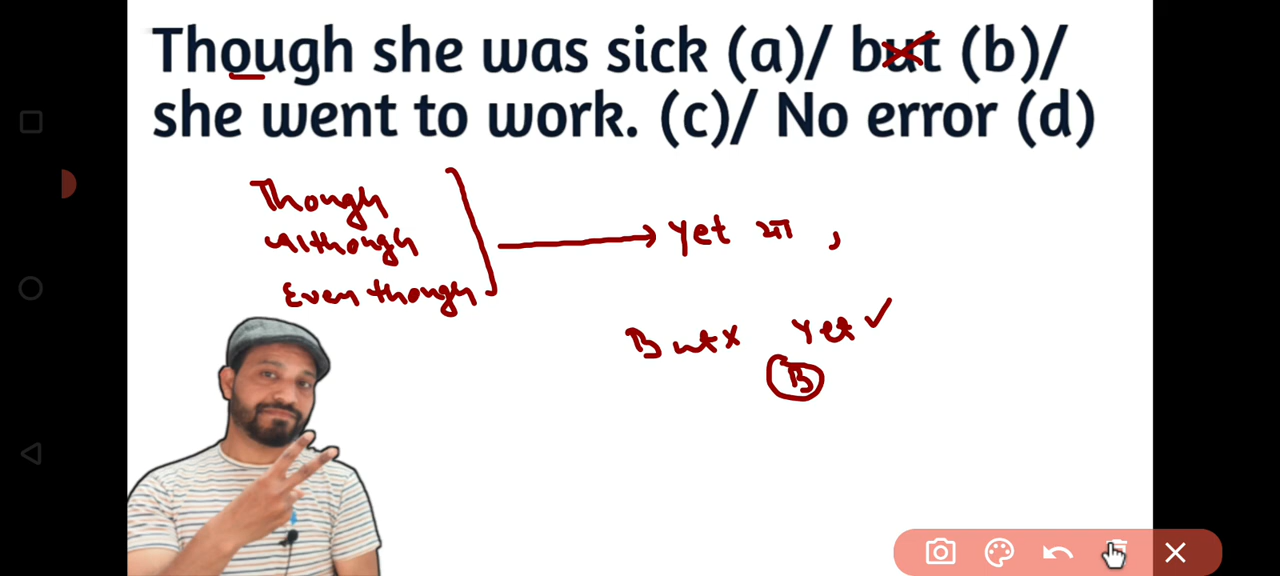 Though she was sick (a)/ but (b)/
she went to work. (c)/ No error (d)
Though
Although
Even though
yet या ,
But x Yet ✓
B